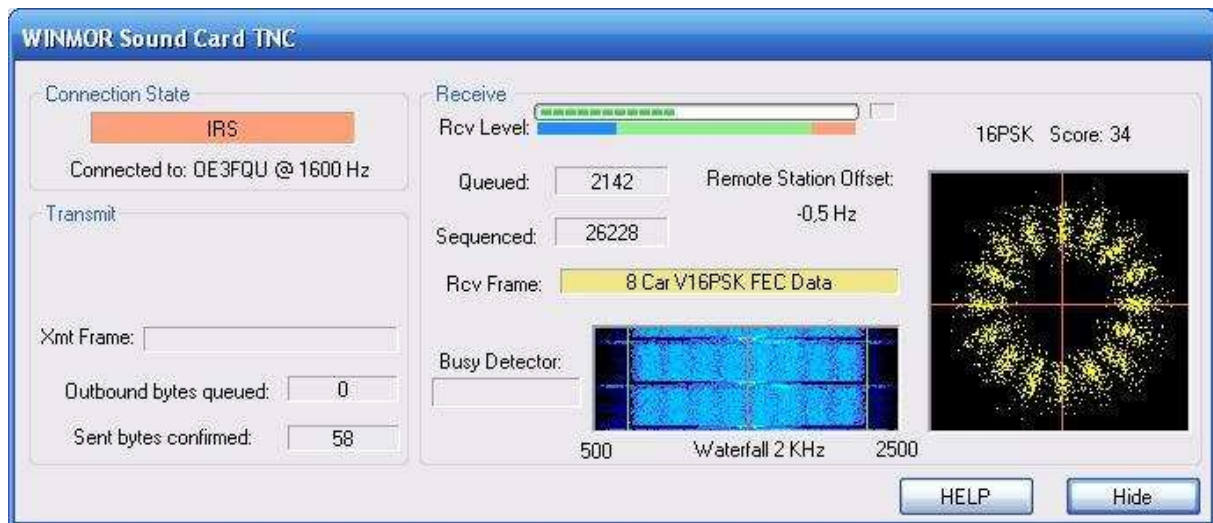 WINMOR Sound Card TNC
Connection State
IRS
Connected to: OE3FQU @ 1600 Hz
Transmit
Xmt Frame:
Outbound bytes queued: 0
Sent bytes confirmed: 58
Receive
Rcv Level:
Queued: 2142
Remote Station Offset:
-0,5 Hz
Sequenced: 26228
Rcv Frame: 8 Car V16PSK FEC Data
Busy Detector:
500 Waterfall 2 KHz 2500
16PSK Score: 34
HELP Hide